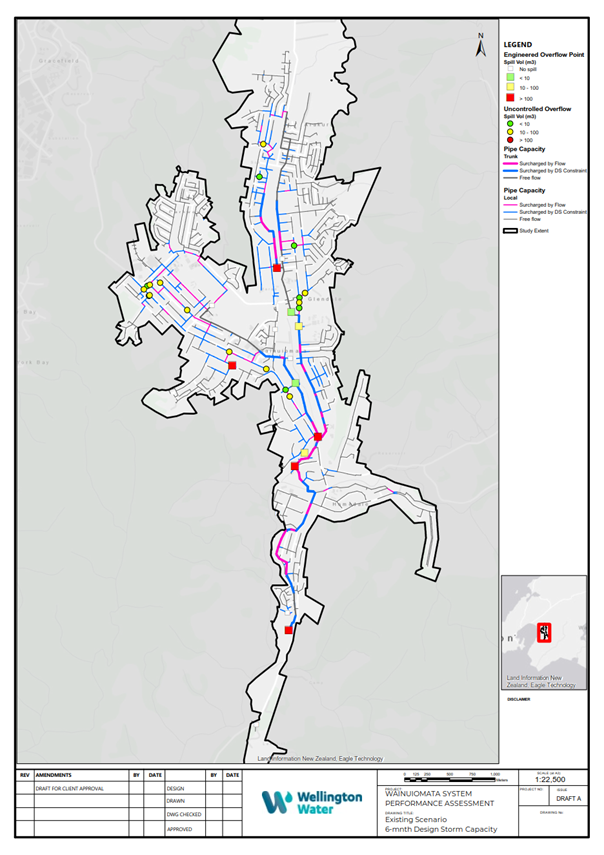 Gracefield
N
LEGEND
Engineered Overflow Point
Spill Vol (m3)
No spill
< 10
10 - 100
> 100
Uncontrolled Overflow
Spill Vol (m3)
< 10
10 - 100
> 100
Pipe Capacity
Trunk
Surcharged by Flow
Surcharged by DS Constraint
Free flow
Pipe Capacity
Local
Surcharged by Flow
Surcharged by DS Constraint
Free flow
Study Extent
Land Information New
Zealand, Eagle Technology
DISCLAIMER
Land Information New Zealand, Eagle Technology
REV AMENDMENTS BY DATE BY DATE
DRAFT FOR CLIENT APPROVAL
DESIGN
DRAWN
DWG CHECKED
APPROVED
Wellington
Water
0 125 250 500 750 1,000
Meters
PROJECT
WAINUIOMATA SYSTEM
PERFORMANCE ASSESSMENT
DRAWING TITLE:
Existing Scenario
6-mnth Design Storm Capacity
1:22,500
PROJECT NO
ISSUE
DRAFT A
DRAWING No